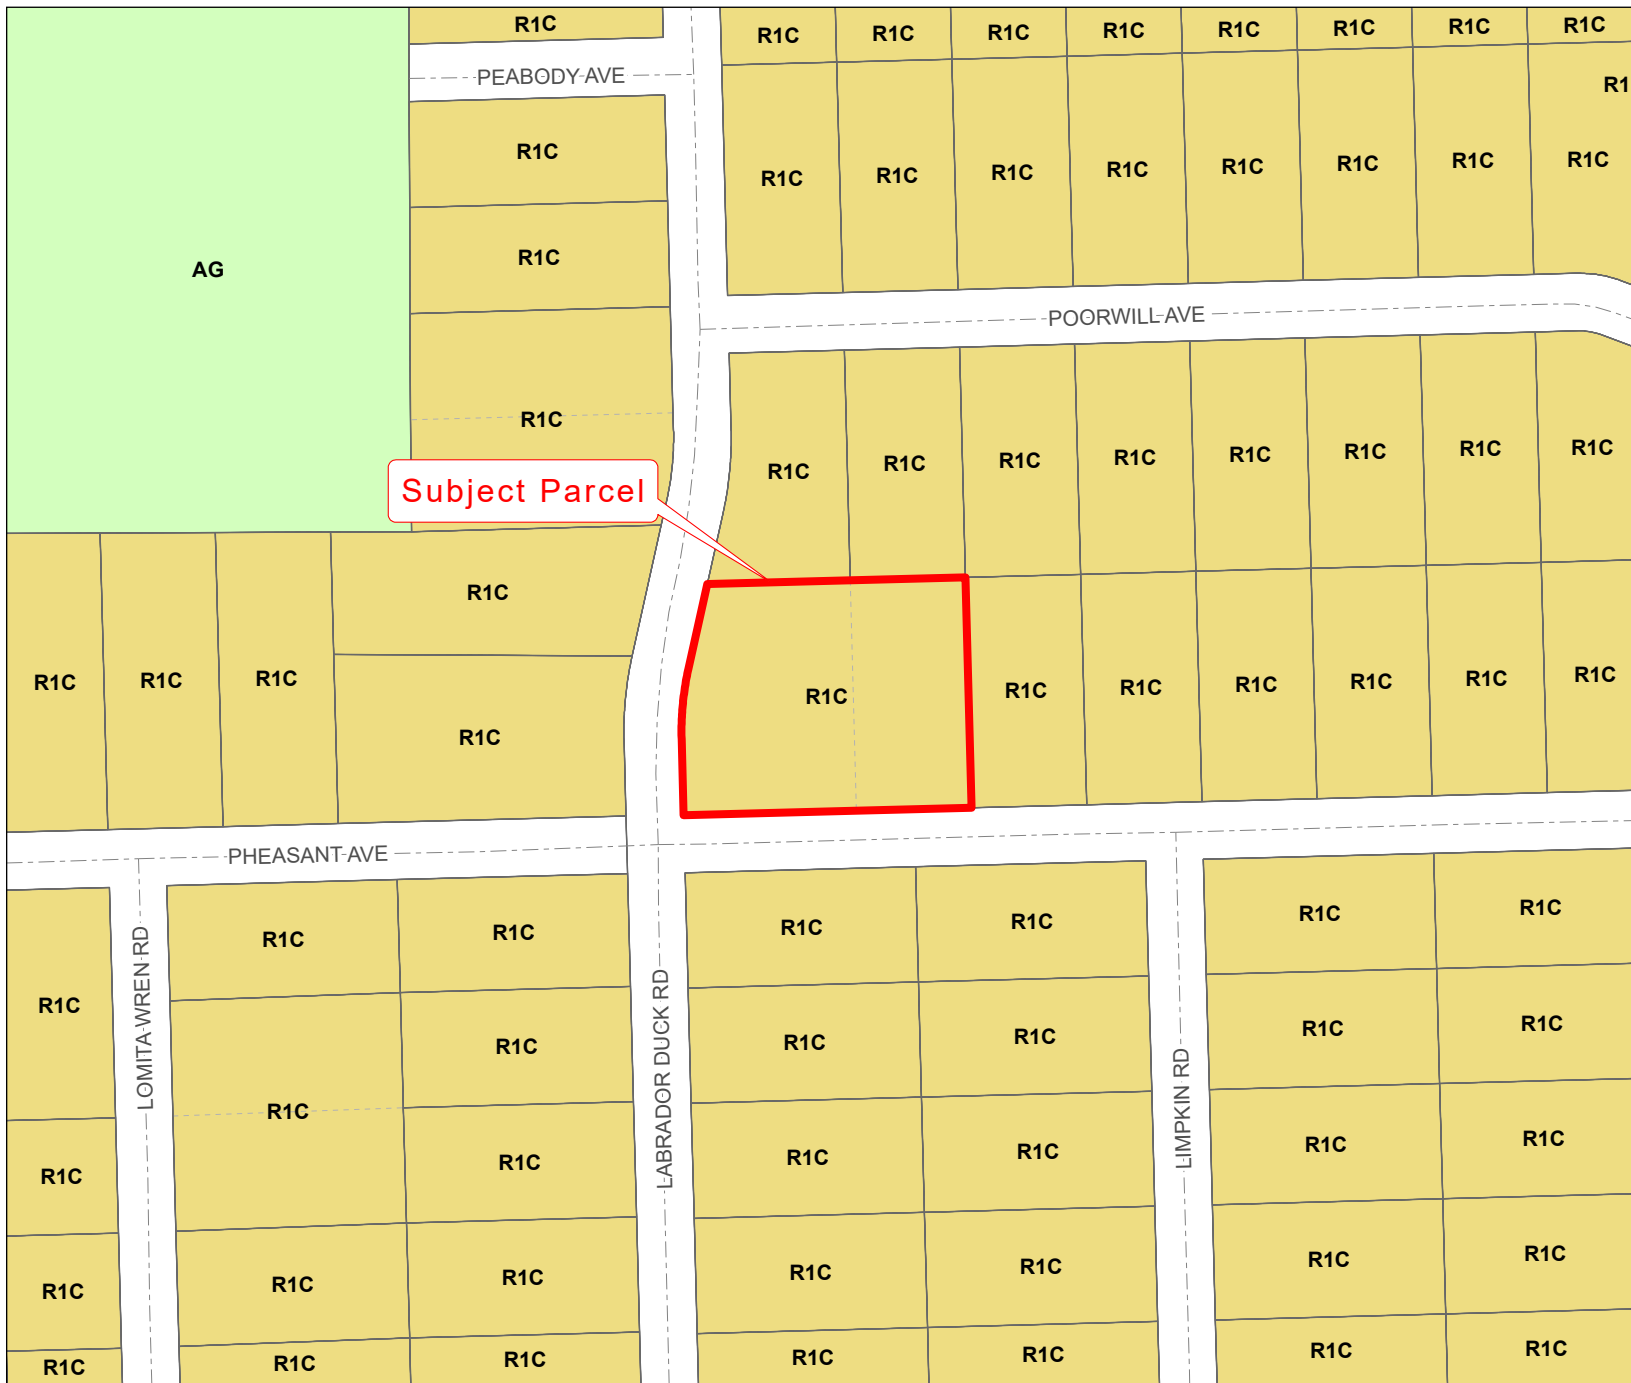 R1C
R1C R1C R1C R1C R1C R1C R1C R1C
PEABODY AVE
R1
R1C
R1C R1C R1C R1C R1C R1C R1C R1C
R1C
AG
POORWILL AVE
R1C
R1C R1C R1C R1C R1C R1C R1C R1C
Subject Parcel
R1C
R1C R1C R1C
R1C
R1C R1C R1C R1C R1C R1C
R1C
R1C
PHEASANT AVE
R1C R1C R1C R1C R1C R1C
LOMITA WREN RD
LABRADOR DUCK RD
LIMPKIN RD
R1C
R1C R1C R1C R1C R1C
R1C
R1C R1C R1C R1C R1C
R1C
R1C
R1C R1C R1C R1C R1C R1C
R1C
R1C R1C R1C R1C R1C R1C
R1C